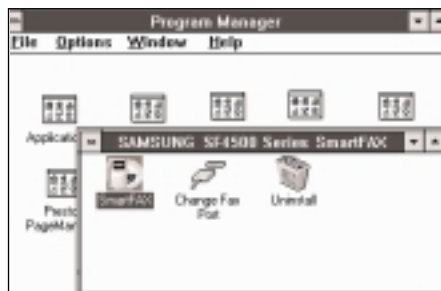 Program Manager
File Options Window Help
Applicatio
SAMSUNG SF4500 Series SmartFAX
SmartFAX
Change Fax
Port
Uninstall
Presto
PageMan